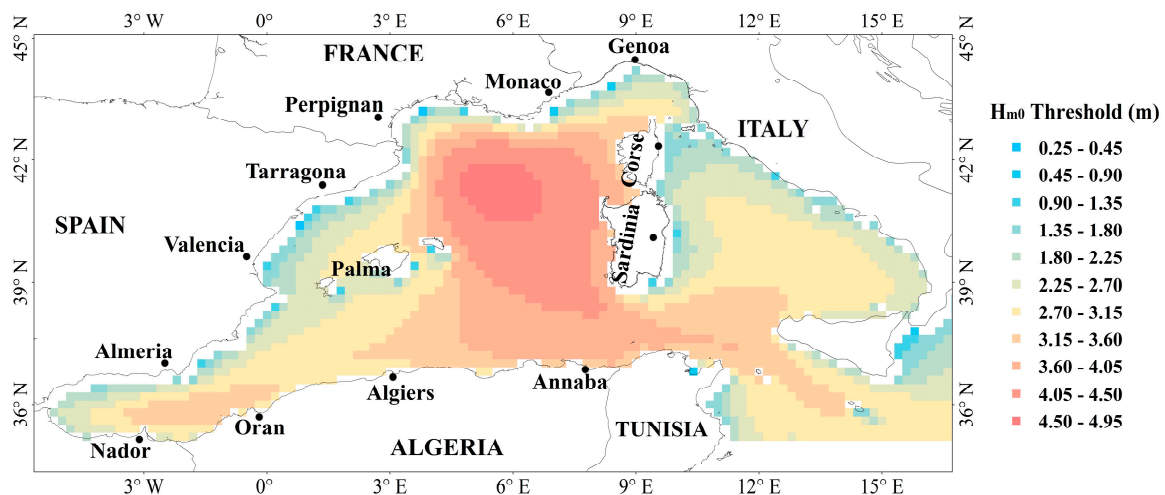 3° W 0° 3° E 6° E 9° E 12° E 15° E
45° N
45° N
FRANCE
Genoa
Monaco
Perpignan
ITALY
Hm0 Threshold (m)
0.25 - 0.45
0.45 - 0.90
0.90 - 1.35
1.35 - 1.80
1.80 - 2.25
2.25 - 2.70
2.70 - 3.15
3.15 - 3.60
3.60 - 4.05
4.05 - 4.50
4.50 - 4.95
42° N
42° N
Corse
Tarragona
SPAIN
Valencia
Sardinia
Palma
39° N
39° N
Almeria
Algiers
Annaba
36° N
36° N
Oran
Nador
ALGERIA
TUNISIA
3° W 0° 3° E 6° E 9° E 12° E 15° E